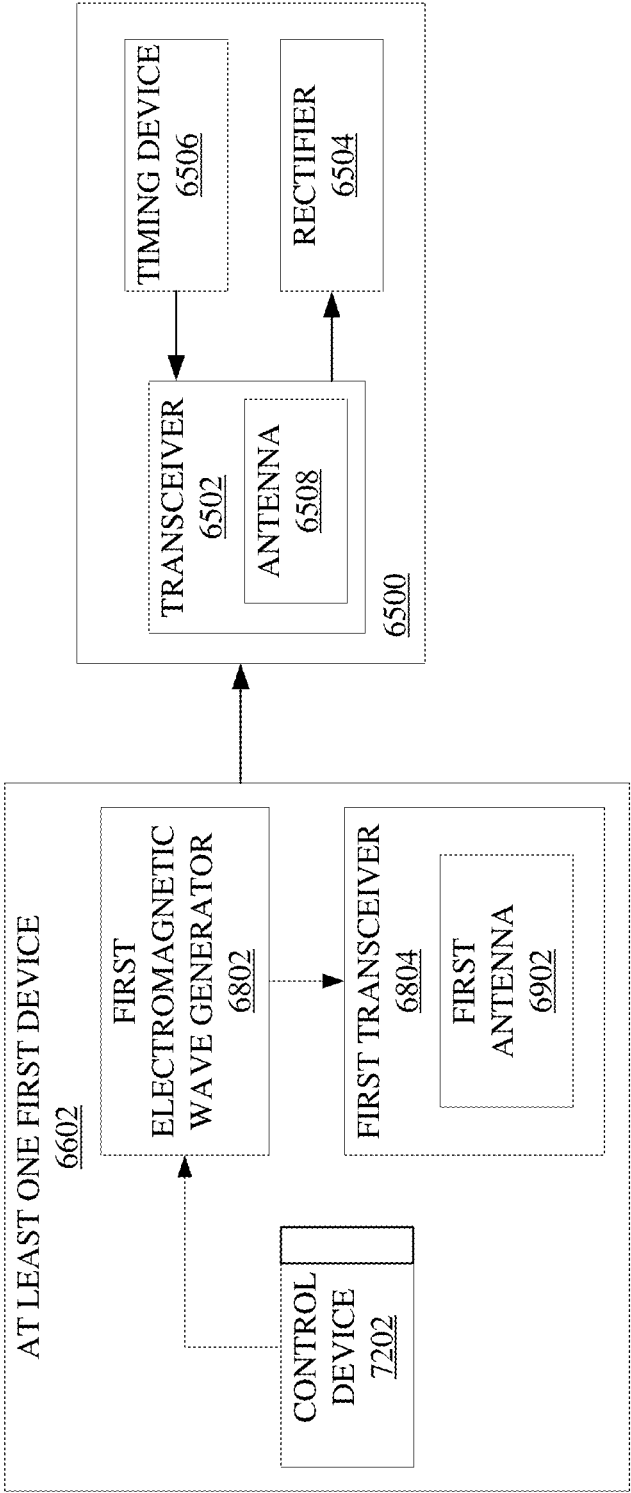 AT LEAST ONE FIRST DEVICE
6602
FIRST
ELECTROMAGNETIC
WAVE GENERATOR
6802
CONTROL
DEVICE
7202
FIRST TRANSCEIVER
6804
FIRST
ANTENNA
6902
TIMING DEVICE
6506
TRANSCEIVER
6502
ANTENNA
6508
RECTIFIER
6504
6500